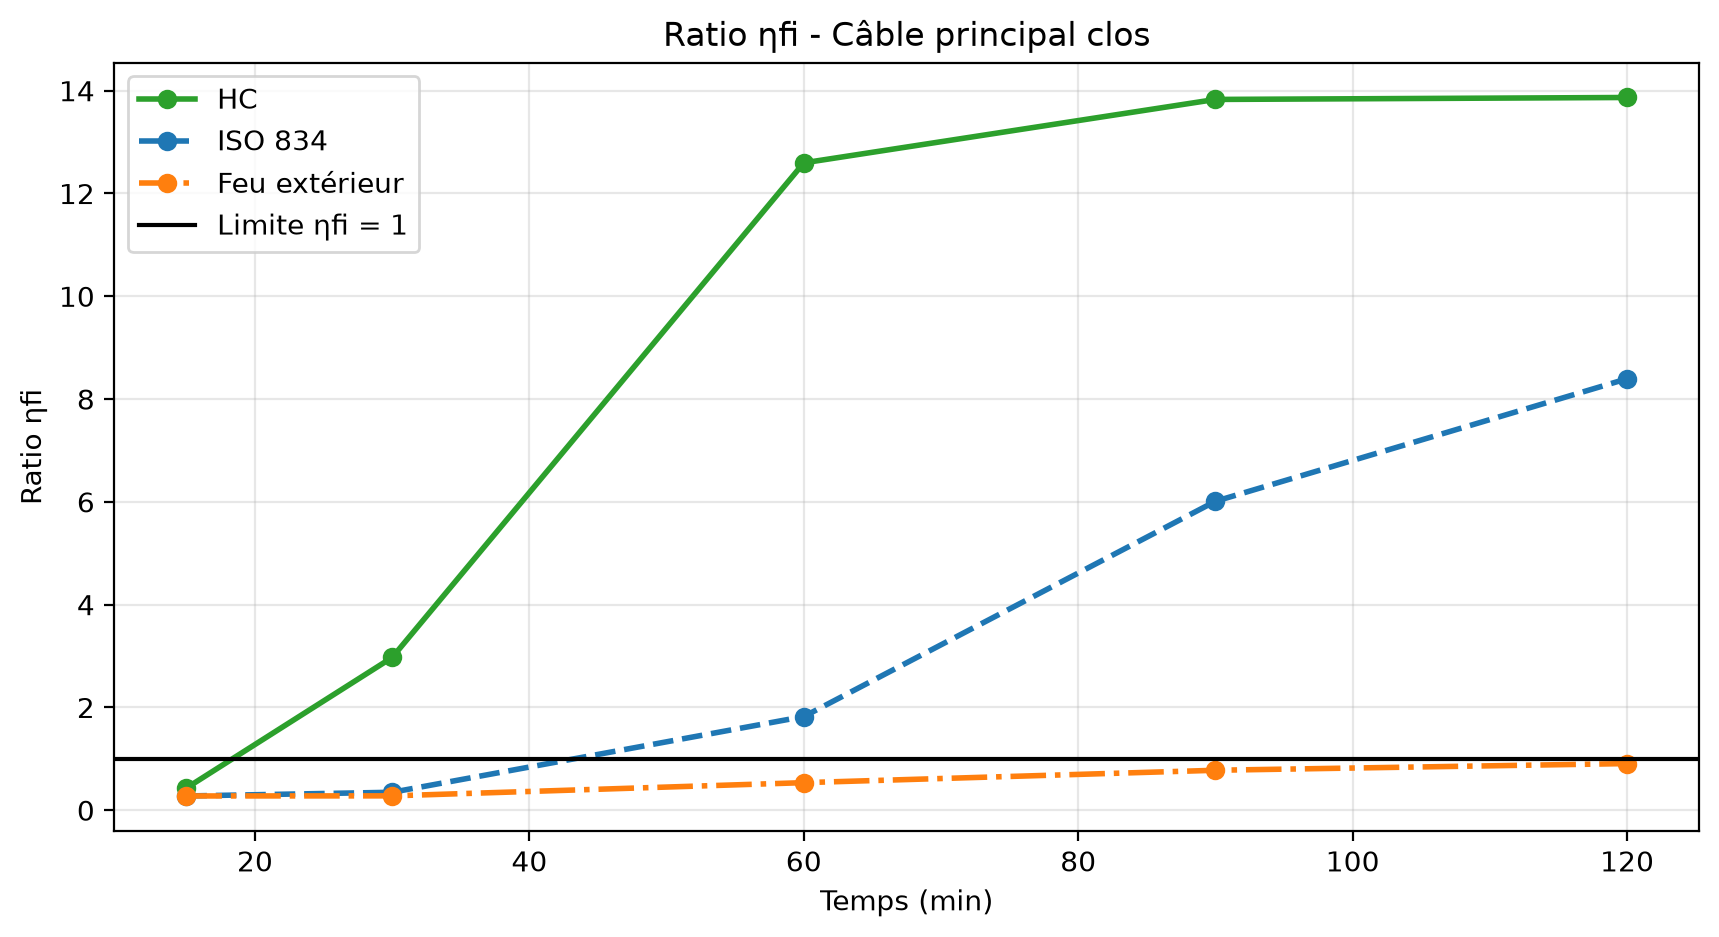 Ratio ηfi - Câble principal clos
HC
ISO 834
Feu extérieur
Limite ηfi = 1
Ratio ηfi
14
12
10
8
6
4
2
0
20 40 60 80 100 120
Temps (min)